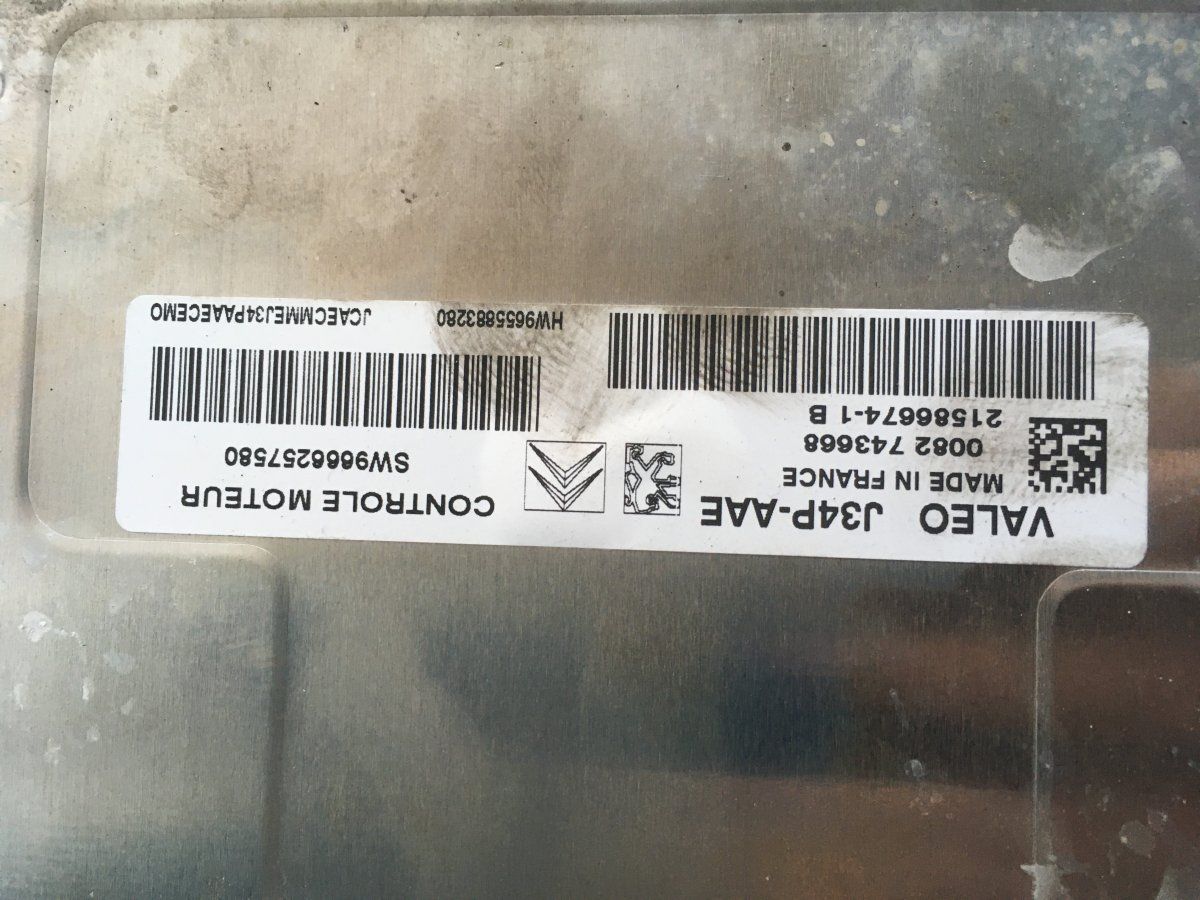 VALEO J34P-AAE
MADE IN FRANCE
0082 743668
21586674-1 B
CONTROLE MOTEUR
SW9666257580
HW9655883280
JCAECMMEJ34PAAECEMO